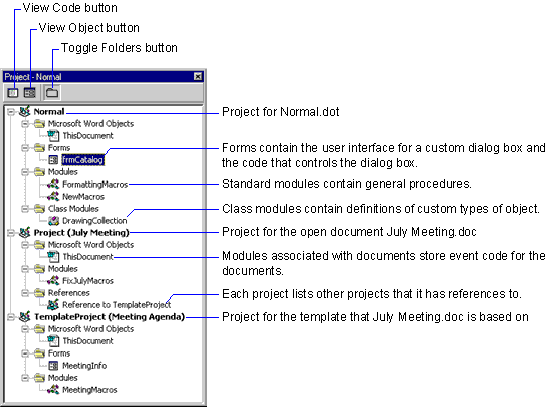 View Code button
View Object button
Toggle Folders button
Project - Normal
Normal
Project for Normal.dot
Microsoft Word Objects
ThisDocument
Forms
Forms contain the user interface for a custom dialog box and
the code that controls the dialog box.
frmCatalog
Modules
FormattingMacros
Standard modules contain general procedures.
NewMacros
Class Modules
Class modules contain definitions of custom types of object.
DrawingCollection
Project (July Meeting)
Project for the open document July Meeting.doc
Microsoft Word Objects
ThisDocument
Modules associated with documents store event code for the
documents.
Modules
FixJulyMacros
References
Each project lists other projects that it has references to.
Reference to TemplateProject
TemplateProject (Meeting Agenda)
Project for the template that July Meeting.doc is based on
Microsoft Word Objects
ThisDocument
Forms
MeetingInfo
Modules
MeetingMacros